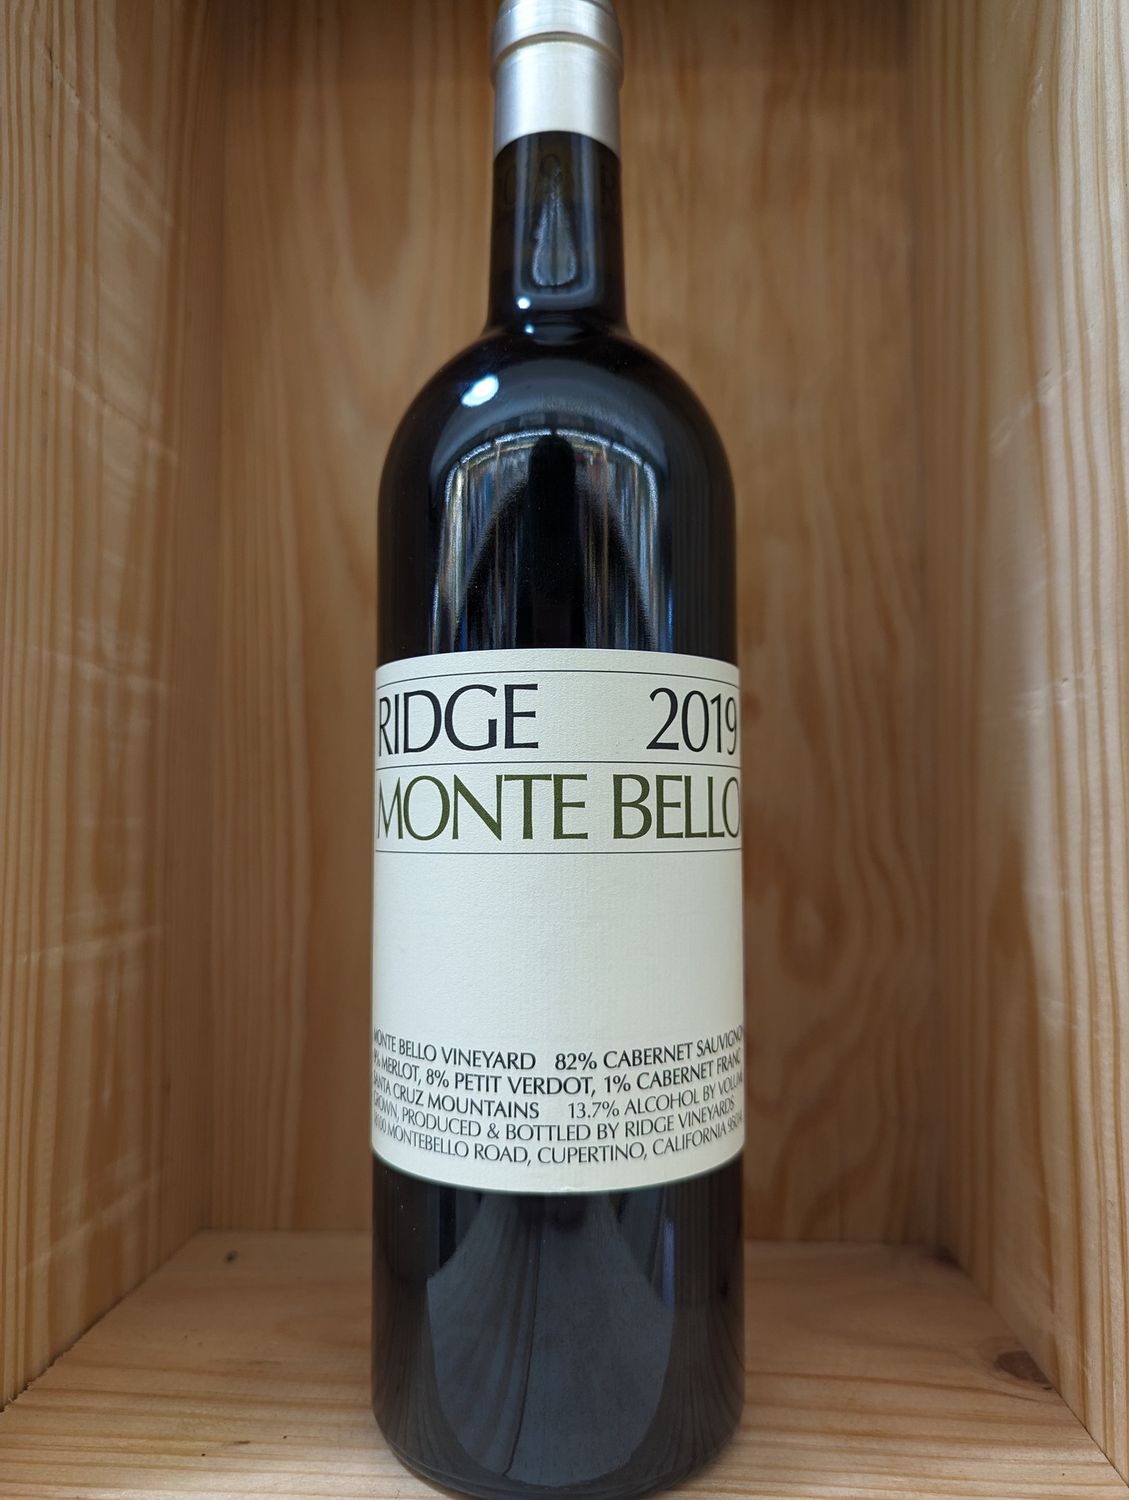 RIDGE 2019
MONTE BELLO
MONTE BELLO VINEYARD 82% CABERNET SAUVIGNON
9% MERLOT, 8% PETIT VERDOT, 1% CABERNET FRANC
SANTA CRUZ MOUNTAINS 13.7% ALCOHOL BY VOLUME
GROWN, PRODUCED & BOTTLED BY RIDGE VINEYARDS
MONTEBELLO ROAD, CUPERTINO, CALIFORNIA